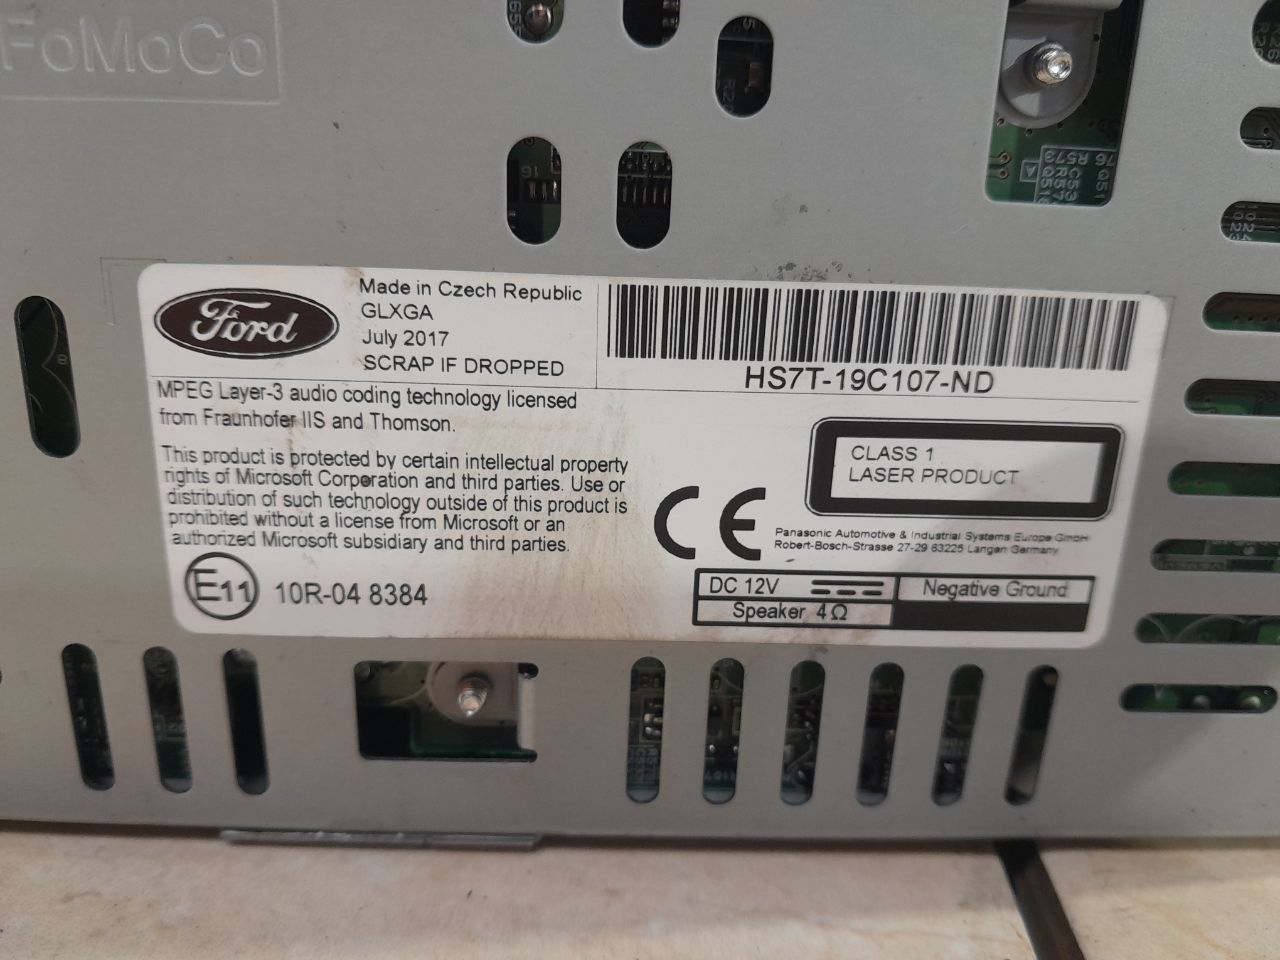 FoMoCo
Ford
Made in Czech Republic
GLXGA
July 2017
SCRAP IF DROPPED
HS7T-19C107-ND
MPEG Layer-3 audio coding technology licensed
from Fraunhofer IIS and Thomson.
This product is protected by certain intellectual property
rights of Microsoft Corporation and third parties. Use or
distribution of such technology outside of this product is
prohibited without a license from Microsoft or an
authorized Microsoft subsidiary and third parties.
CLASS 1
LASER PRODUCT
CE
Panasonic Automotive & Industrial Systems Europe GmbH
Robert-Bosch-Strasse 27-29 63225 Langen Germany
E11 10R-04 8384
DC 12V
Negative Ground
Speaker 4Ω
R573
16